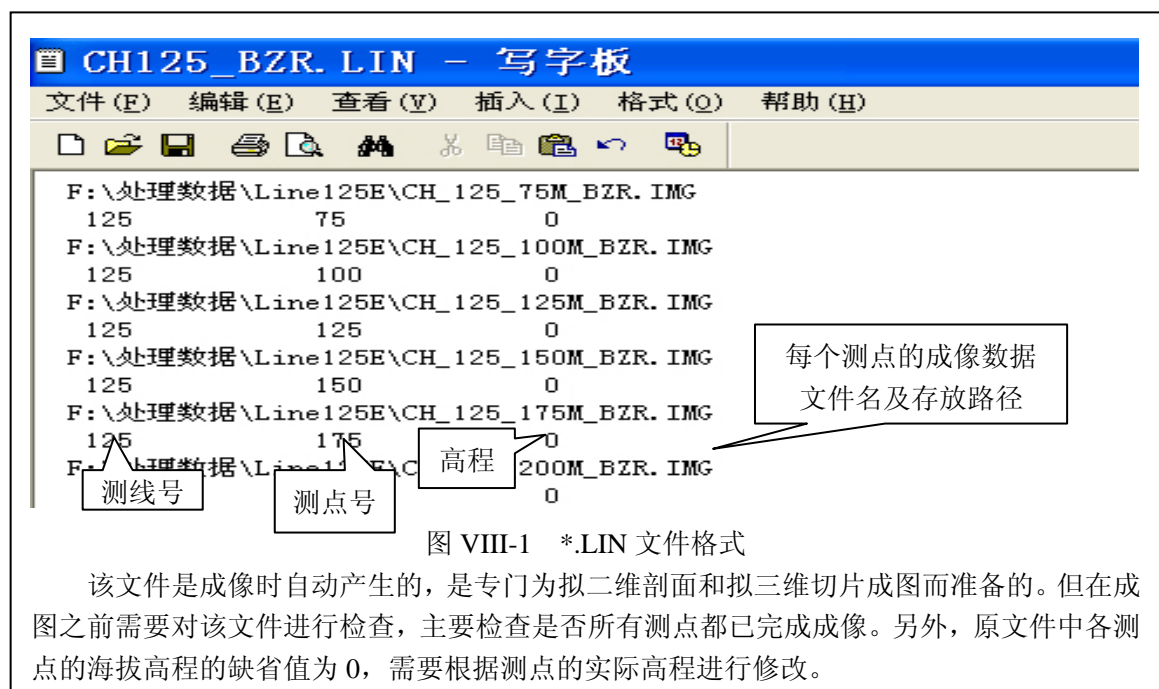 CH125_BZR.LIN - 写字板
文件(F) 编辑(E) 查看(V) 插入(I) 格式(O) 帮助(H)
F:\处理数据\Line125E\CH_125_75M_BZR.IMG
125 75 0
F:\处理数据\Line125E\CH_125_100M_BZR.IMG
125 100 0
F:\处理数据\Line125E\CH_125_125M_BZR.IMG
125 125 0
F:\处理数据\Line125E\CH_125_150M_BZR.IMG
125 150 0
F:\处理数据\Line125E\CH_125_175M_BZR.IMG
125 175 0
200M_BZR.IMG
0
每个测点的成像数据
文件名及存放路径
高程
测线号
测点号
图 VIII-1 *.LIN 文件格式
该文件是成像时自动产生的，是专门为拟二维剖面和拟三维切片成图而准备的。但在成
图之前需要对该文件进行检查，主要检查是否所有测点都已完成成像。另外，原文件中各测
点的海拔高程的缺省值为 0，需要根据测点的实际高程进行修改。